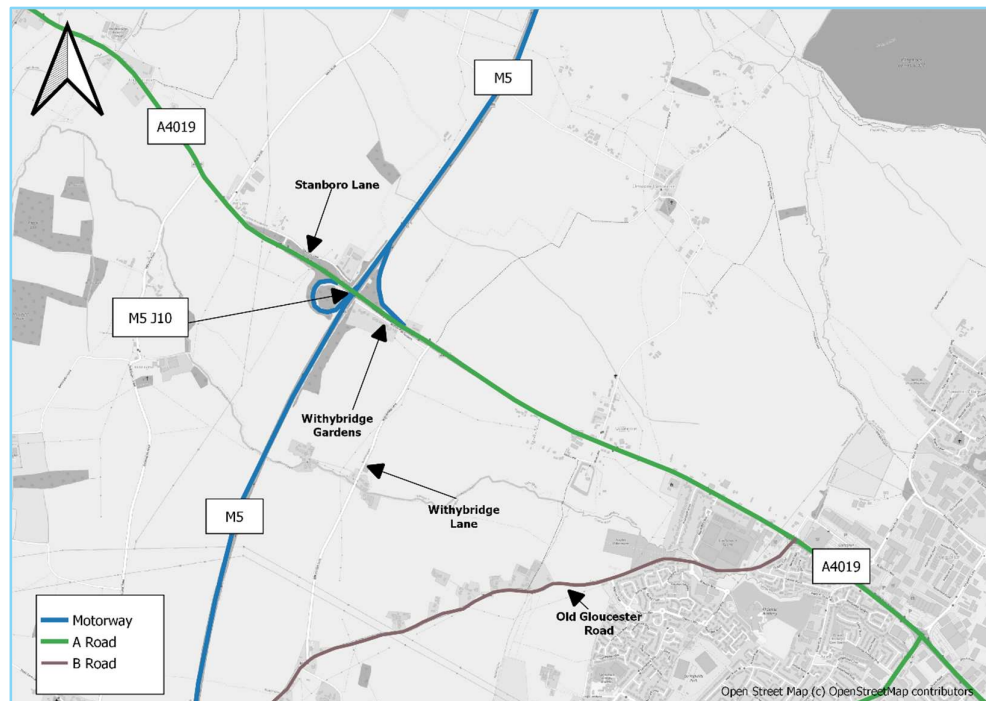 M5
A4019
Stanboro Lane
M5 J10
Withybridge
Gardens
Withybridge
Lane
M5
A4019
Old Gloucester
Road
Motorway
A Road
B Road
Open Street Map (c) OpenStreetMap contributors